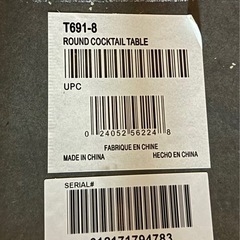 T691-8
ROUND COCKTAIL TABLE
UPC
0 24052 56224 8
FABRIQUE EN CHINE
MADE IN CHINA HECHO EN CHINA
SERIAL#